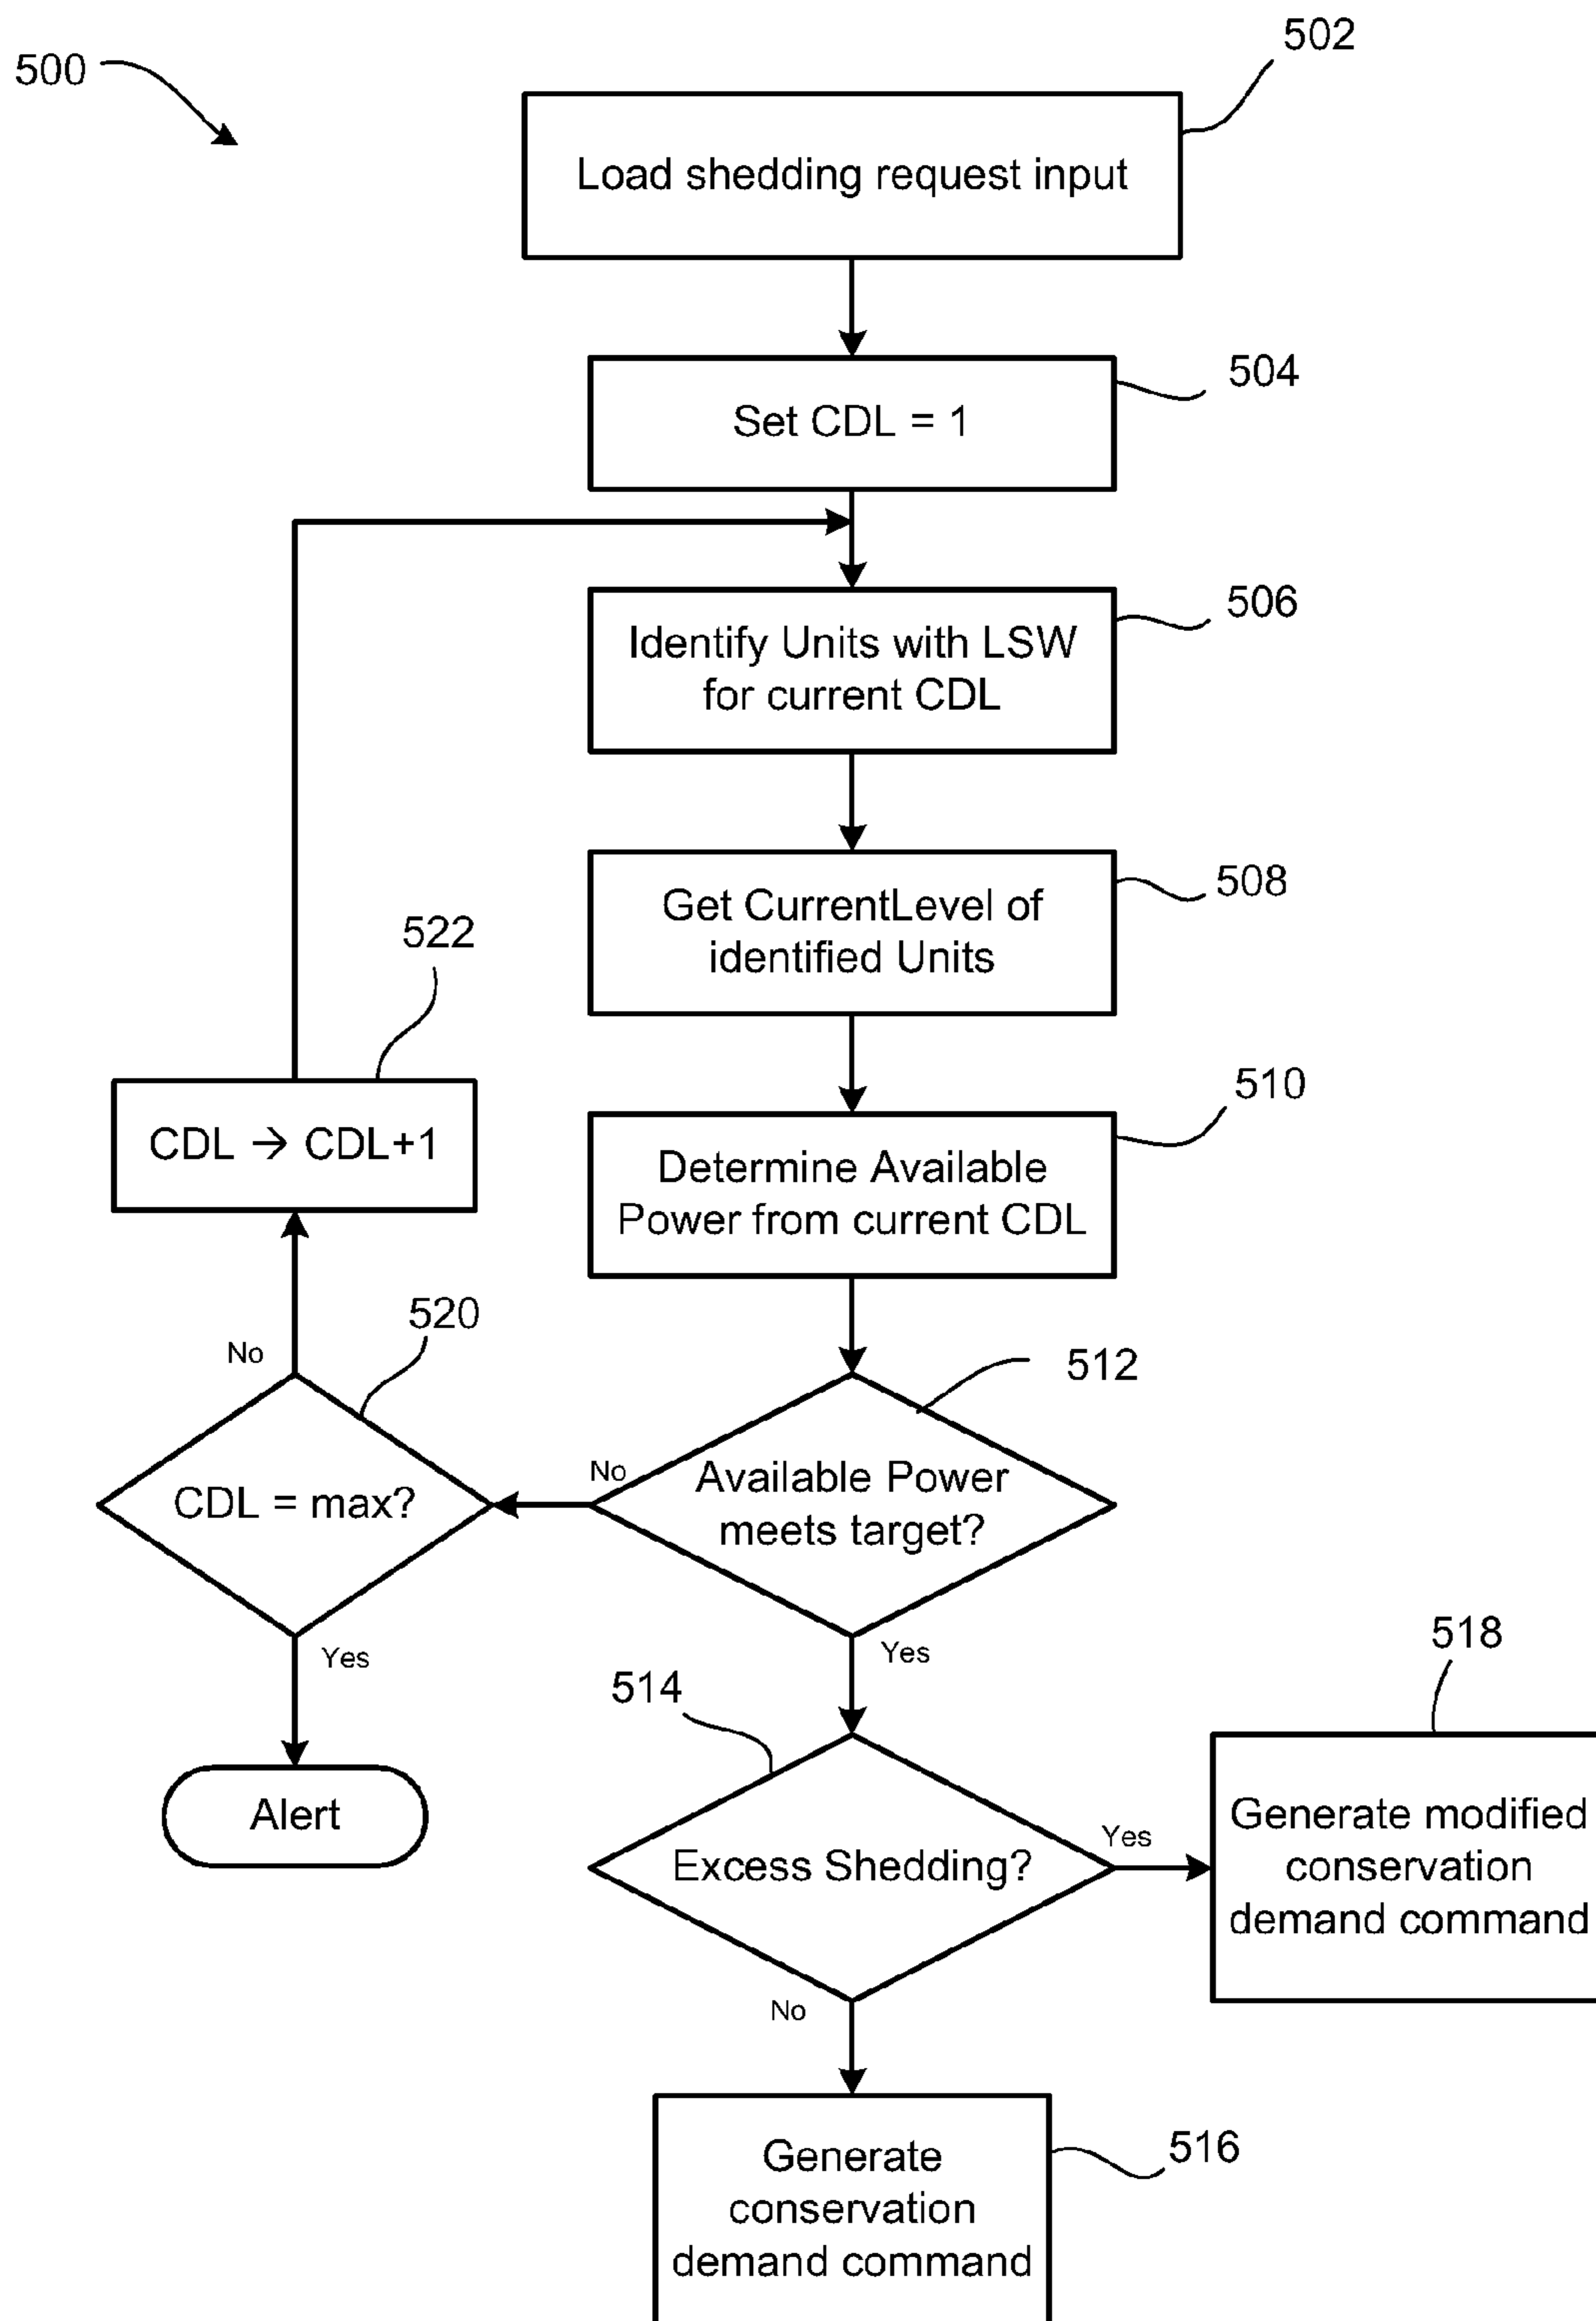 500
502
Load shedding request input
504
Set CDL = 1
506
Identify Units with LSW
for current CDL
508
Get CurrentLevel of
identified Units
522
CDL → CDL+1
510
Determine Available
Power from current CDL
520
No
CDL = max?
Yes
Alert
512
No
Available Power
meets target?
Yes
514
Excess Shedding?
Yes
No
518
Generate modified
conservation
demand command
516
Generate
conservation
demand command